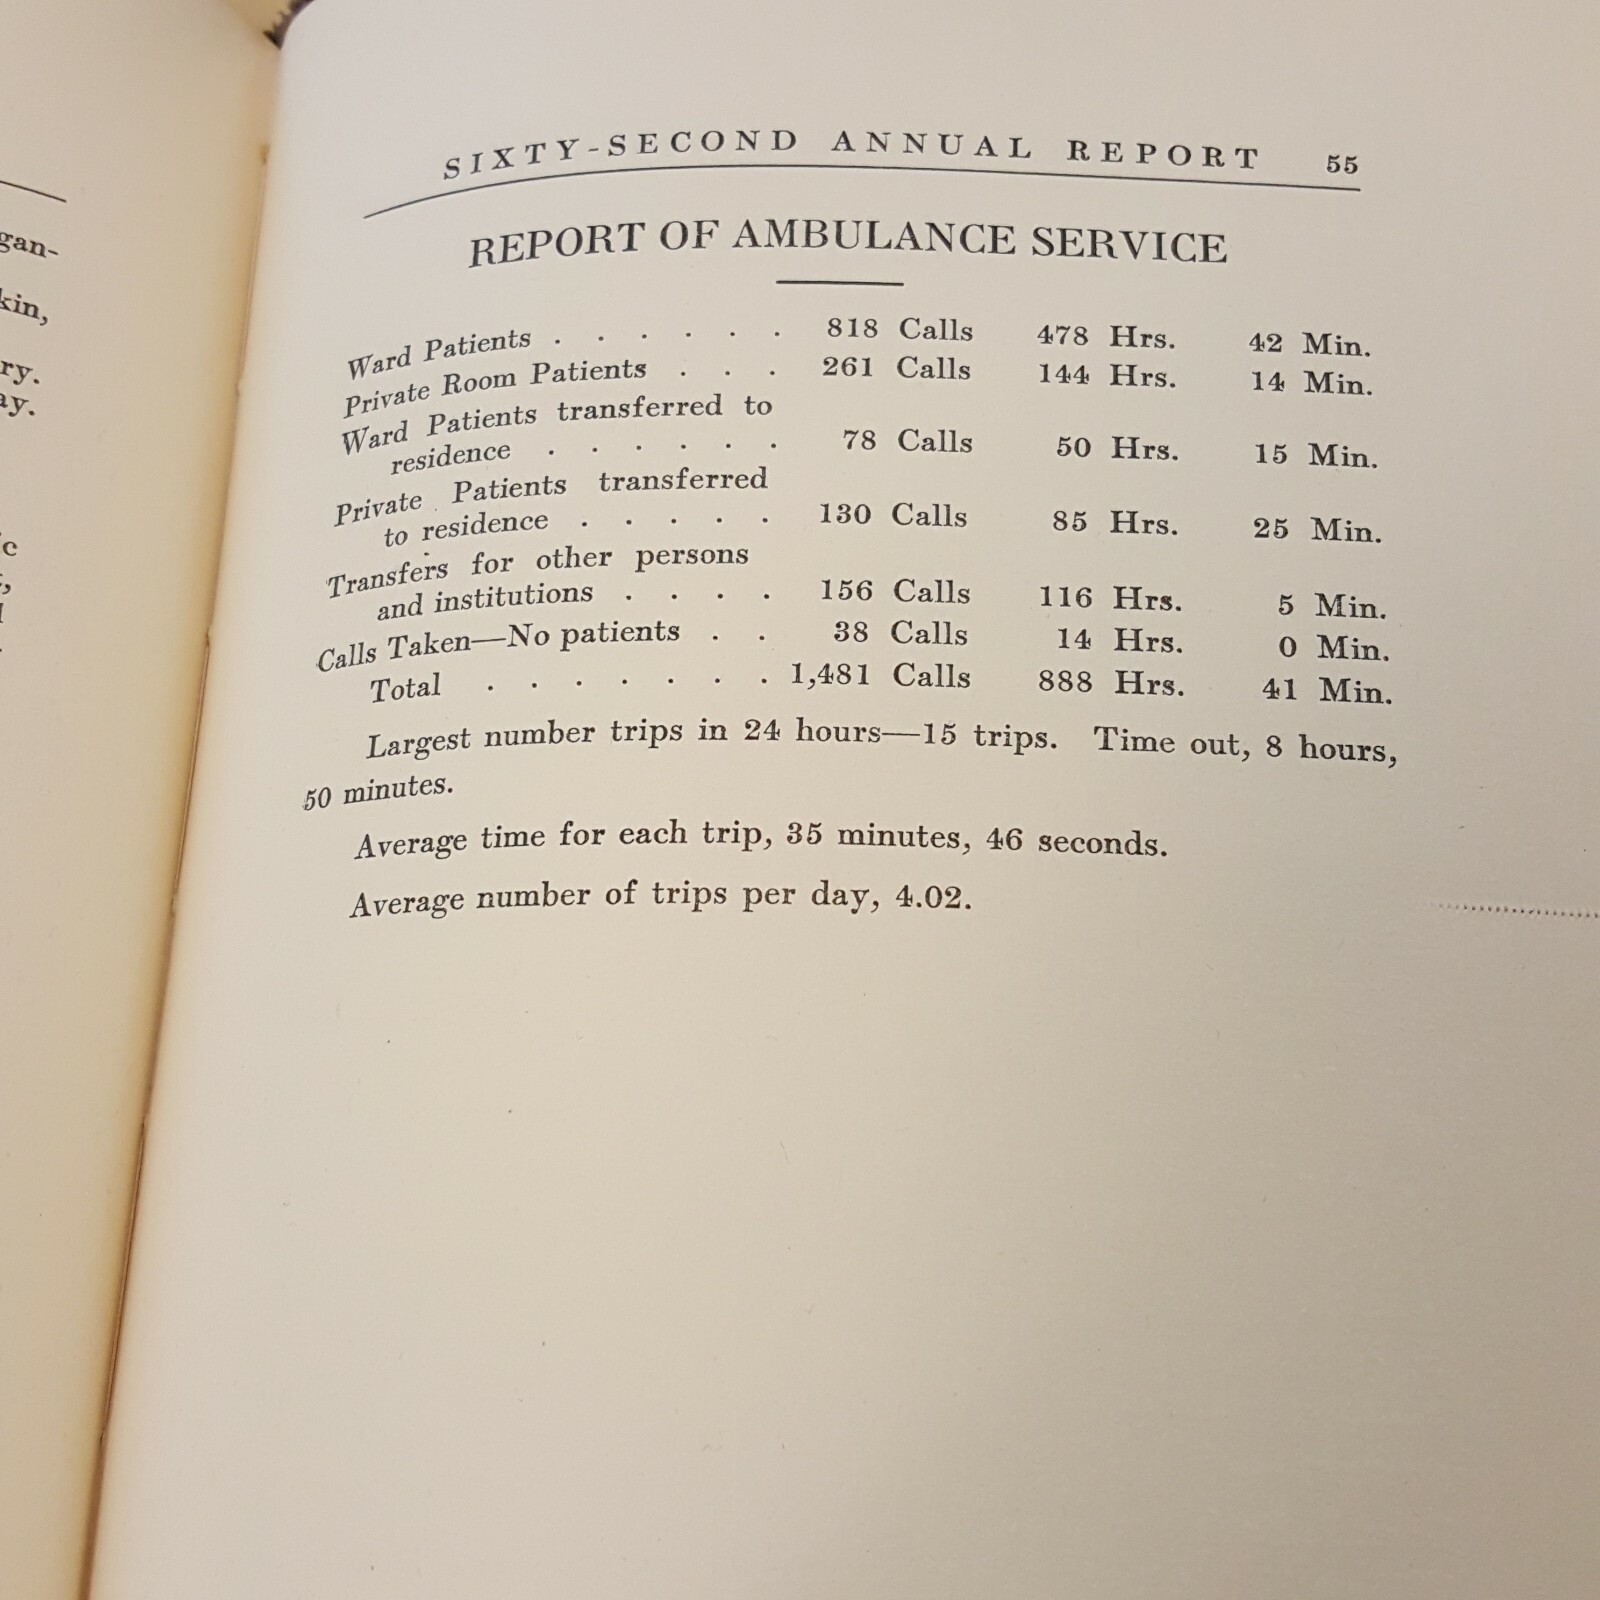 gan-
kin,
ry.
ay.
SIXTY-SECOND ANNUAL REPORT 55
REPORT OF AMBULANCE SERVICE
Ward Patients . . . . . . 818 Calls 478 Hrs. 42 Min.
Private Room Patients . . . 261 Calls 144 Hrs. 14 Min.
Ward Patients transferred to
residence . . . . . . 78 Calls 50 Hrs. 15 Min.
Private Patients transferred
to residence . . . . . 130 Calls 85 Hrs. 25 Min.
Transfers for other persons
and institutions . . . . 156 Calls 116 Hrs. 5 Min.
Calls Taken—No patients . . 38 Calls 14 Hrs. 0 Min.
Total . . . . . . . 1,481 Calls 888 Hrs. 41 Min.
Largest number trips in 24 hours—15 trips. Time out, 8 hours,
50 minutes.
Average time for each trip, 35 minutes, 46 seconds.
Average number of trips per day, 4.02.